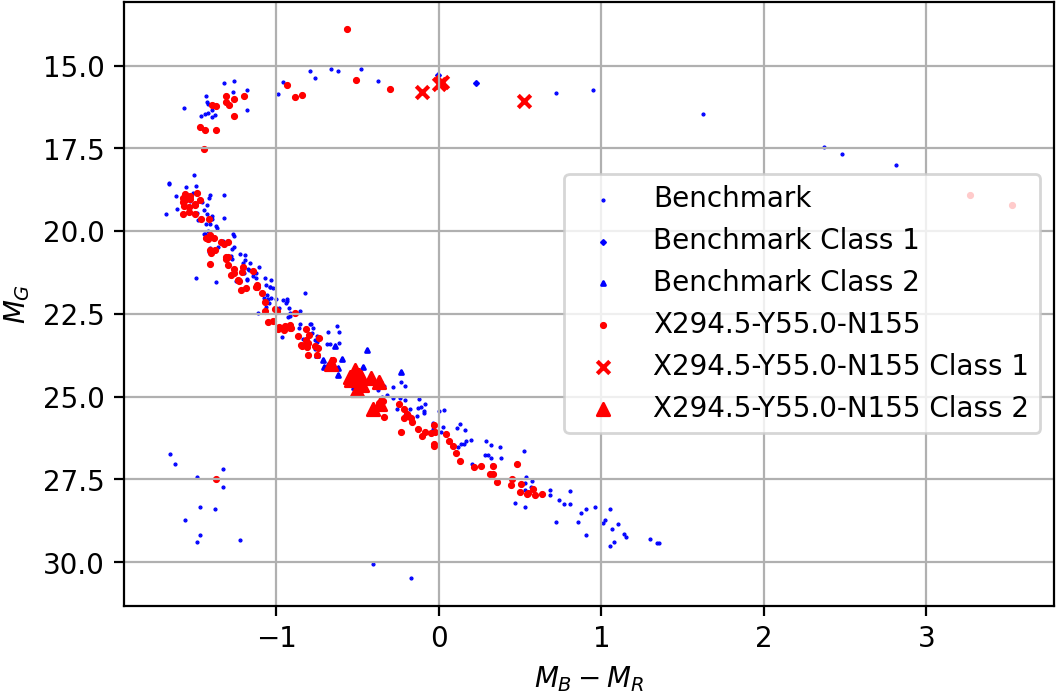 15.0
17.5
20.0
22.5
25.0
27.5
30.0
M_G
−1
0
1
2
3
M_B − M_R
Benchmark
Benchmark Class 1
Benchmark Class 2
X294.5-Y55.0-N155
X294.5-Y55.0-N155 Class 1
X294.5-Y55.0-N155 Class 2